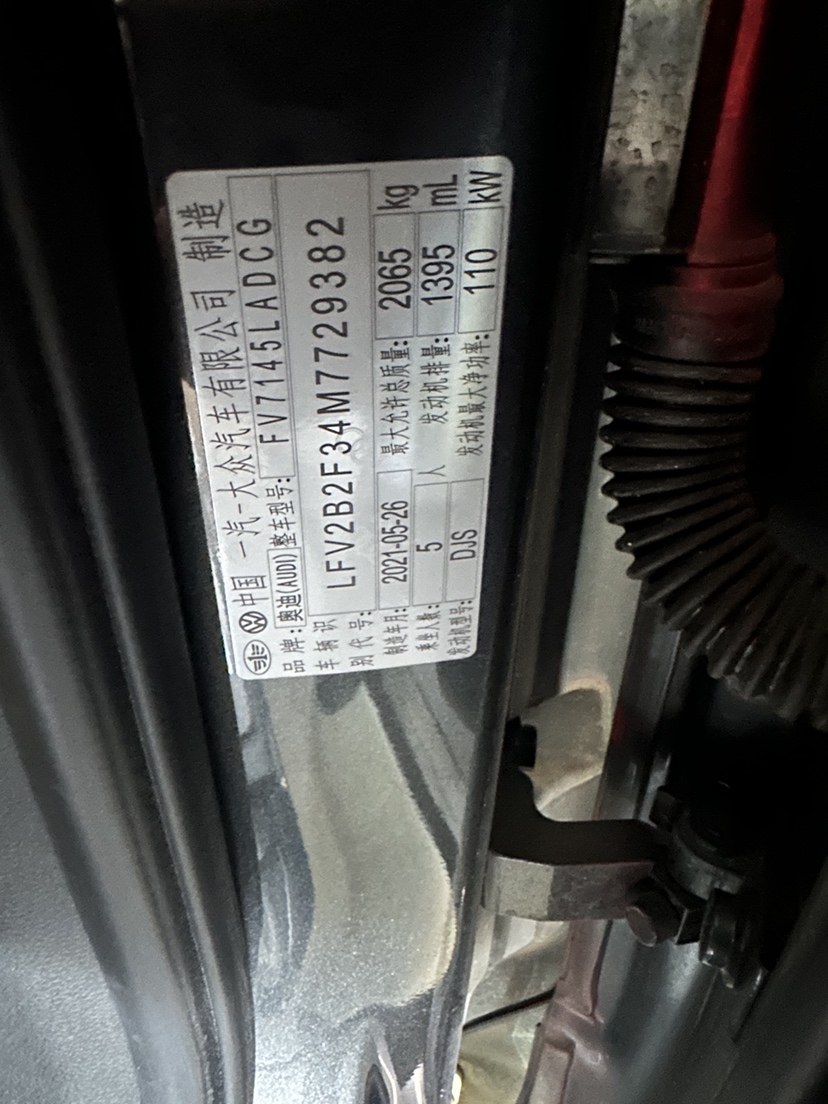 中国 一汽-大众汽车有限公司 制造
品牌: 奥迪(AUDI) 整车型号: FV7145LADCG
车辆识别代号: LFV2B2F34M7729382
制造年月: 2021-05-26 最大允许总质量: 2065 kg
乘坐人数: 5 人 发动机排量: 1395 mL
发动机型号: DJS 发动机最大净功率: 110 kW